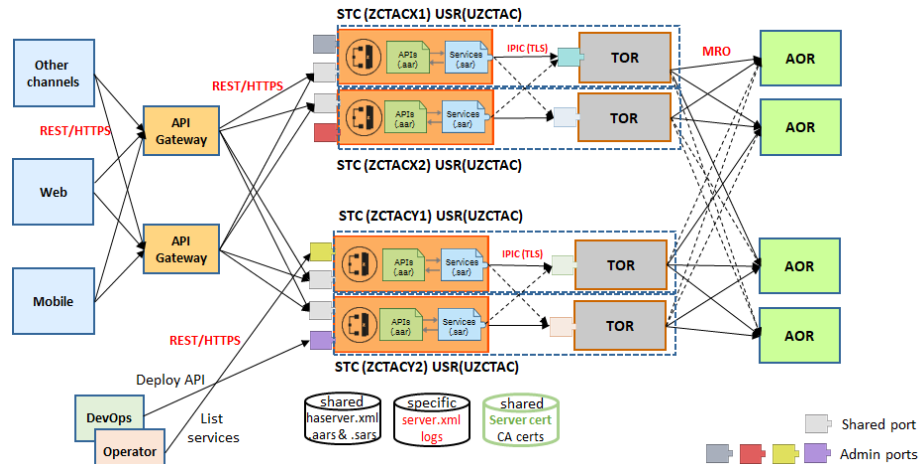 STC (ZCTACX1) USR(UZCTAC)
Other
channels
REST/HTTPS
API
Gateway
Web
API
Gateway
Mobile
REST/HTTPS
APIs
(.aar)
Services
(.sar)
IPIC (TLS)
TOR
MRO
AOR
APIs
(.aar)
Services
(.sar)
TOR
AOR
STC (ZCTACX2) USR(UZCTAC)
STC (ZCTACY1) USR(UZCTAC)
APIs
(.aar)
Services
(.sar)
IPIC (TLS)
TOR
AOR
APIs
(.aar)
Services
(.sar)
TOR
AOR
REST/HTTPS
STC (ZCTACY2) USR(UZCTAC)
Deploy API
DevOps
Operator
List
services
shared
haserver.xml
aars & .sars
specific
server.xml
logs
shared
Server cert
CA certs
Shared port
Admin ports